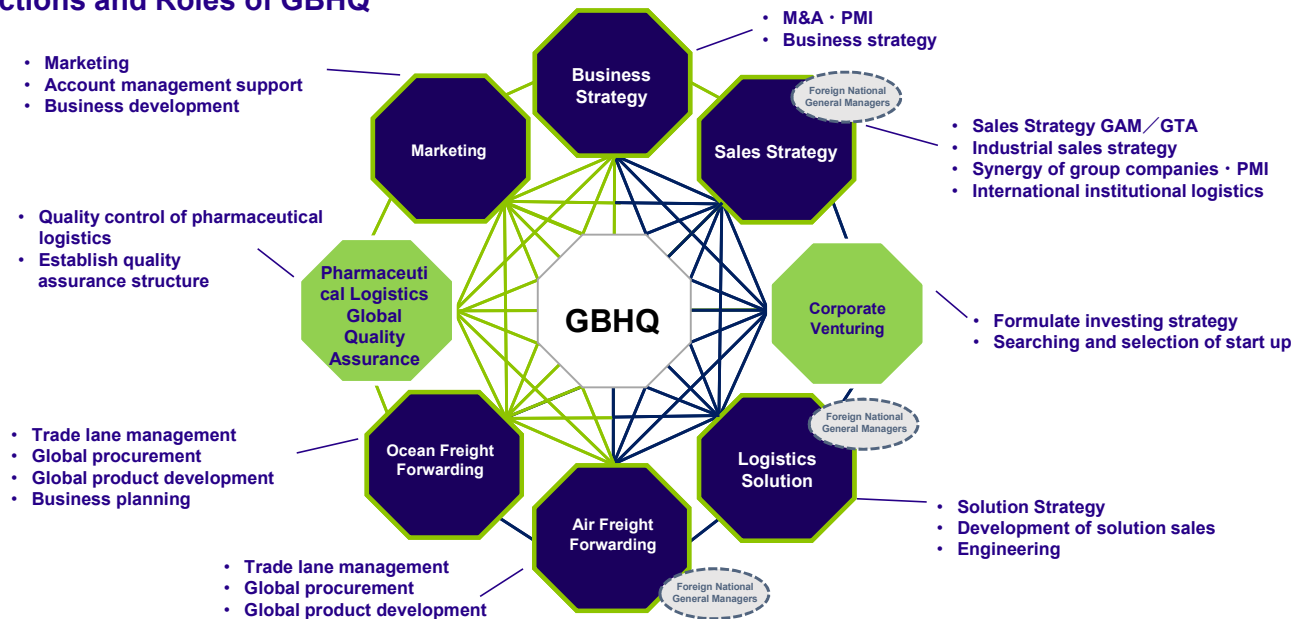 ctions and Roles of GBHQ
• M&A・PMI
• Business strategy
Business
Strategy
• Marketing
• Account management support
• Business development
Marketing
Foreign National
General Managers
Sales Strategy
• Sales Strategy GAM／GTA
• Industrial sales strategy
• Synergy of group companies・PMI
• International institutional logistics
• Quality control of pharmaceutical
logistics
• Establish quality
assurance structure
Pharmaceuti
cal Logistics
Global
Quality
Assurance
GBHQ
Corporate
Venturing
• Formulate investing strategy
• Searching and selection of start up
• Trade lane management
• Global procurement
• Global product development
• Business planning
Ocean Freight
Forwarding
Foreign National
General Managers
Logistics
Solution
• Solution Strategy
• Development of solution sales
• Engineering
Air Freight
Forwarding
Foreign National
General Managers
• Trade lane management
• Global procurement
• Global product development